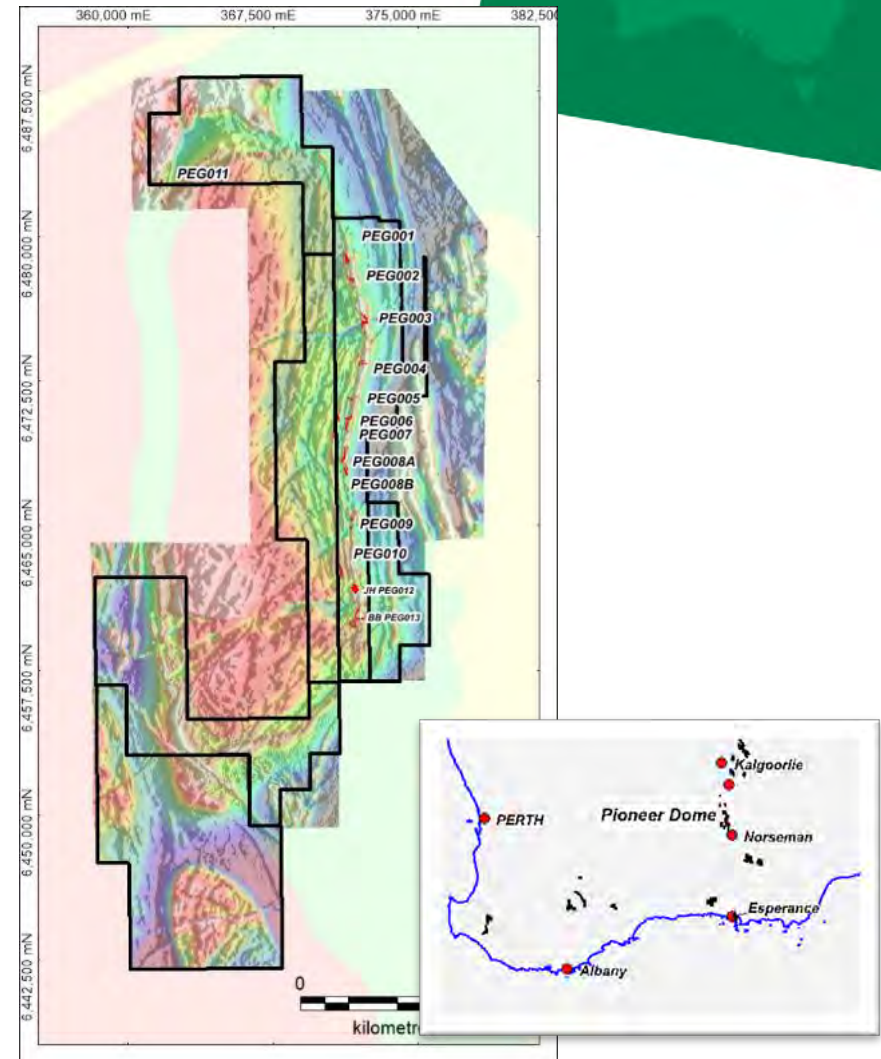 360,000 mE 367,500 mE 375,000 mE 382,500
6,487,500 mN
PEG011
6,480,000 mN
PEG001
PEG002
PEG003
PEG004
6,472,500 mN
PEG005
PEG006
PEG007
PEG008A
PEG008B
6,465,000 mN
PEG009
PEG010
JH PEG012
BB PEG013
6,457,500 mN
6,450,000 mN
6,442,500 mN
0
Kalgoorlie
PERTH
Pioneer Dome
Norseman
Esperance
Albany